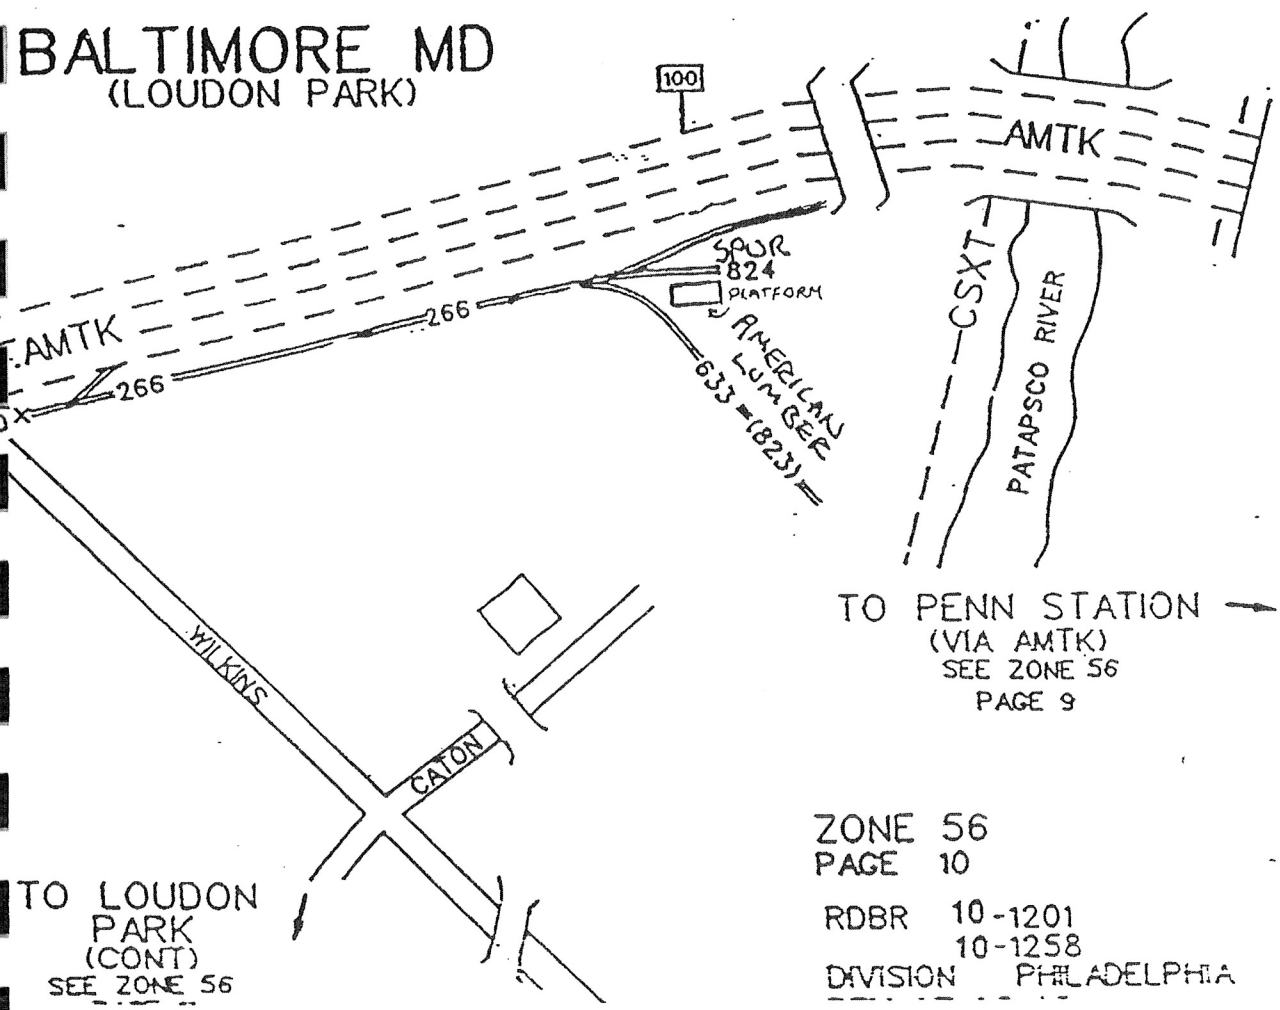 BALTIMORE MD
(LOUDON PARK)
100
AMTK
AMTK
SPUR
824
PLATFORM
AMERICAN
LUMBER
266
266
633 = (823) =
X
CSXT
PATAPSCO RIVER
WILKINS
CATON
TO PENN STATION
(VIA AMTK)
SEE ZONE 56
PAGE 9
TO LOUDON
PARK
(CONT)
SEE ZONE 56
ZONE 56
PAGE 10
RDBR 10-1201
10-1258
DIVISION PHILADELPHIA